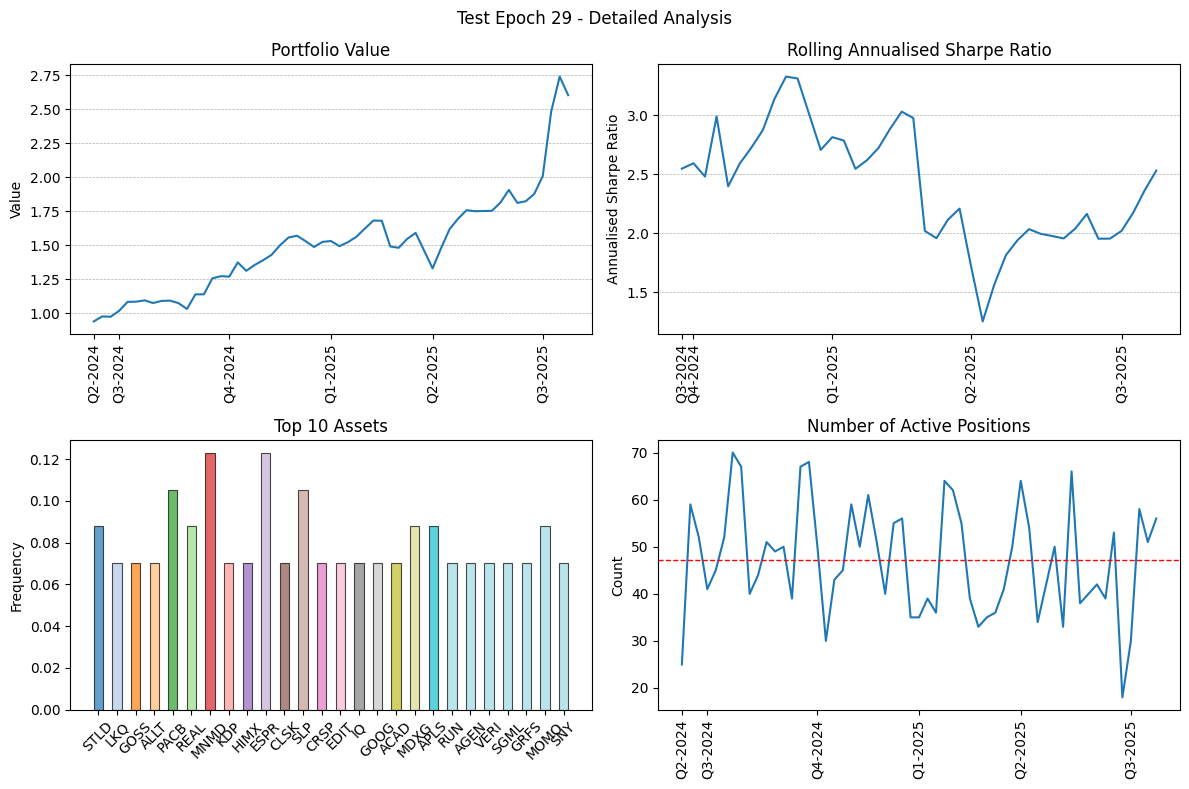 Test Epoch 29 - Detailed Analysis
Portfolio Value
Value
2.75
2.50
2.25
2.00
1.75
1.50
1.25
1.00
Q2-2024
Q3-2024
Q4-2024
Q1-2025
Q2-2025
Q3-2025
Rolling Annualised Sharpe Ratio
Annualised Sharpe Ratio
3.0
2.5
2.0
1.5
Q3-2024
Q4-2024
Q1-2025
Q2-2025
Q3-2025
Top 10 Assets
Frequency
0.12
0.10
0.08
0.06
0.04
0.02
0.00
STLD
LKQ
GOSS
ALLT
PACB
REAL
MNMD
KDP
HIMX
ESPR
CLSK
SLP
CRSP
EDIT
IQ
GOOG
ACAD
MDXG
APLS
RUN
AGEN
VERI
SGML
GRFS
MOMO
SNY
Number of Active Positions
Count
70
60
50
40
30
20
Q2-2024
Q3-2024
Q4-2024
Q1-2025
Q2-2025
Q3-2025